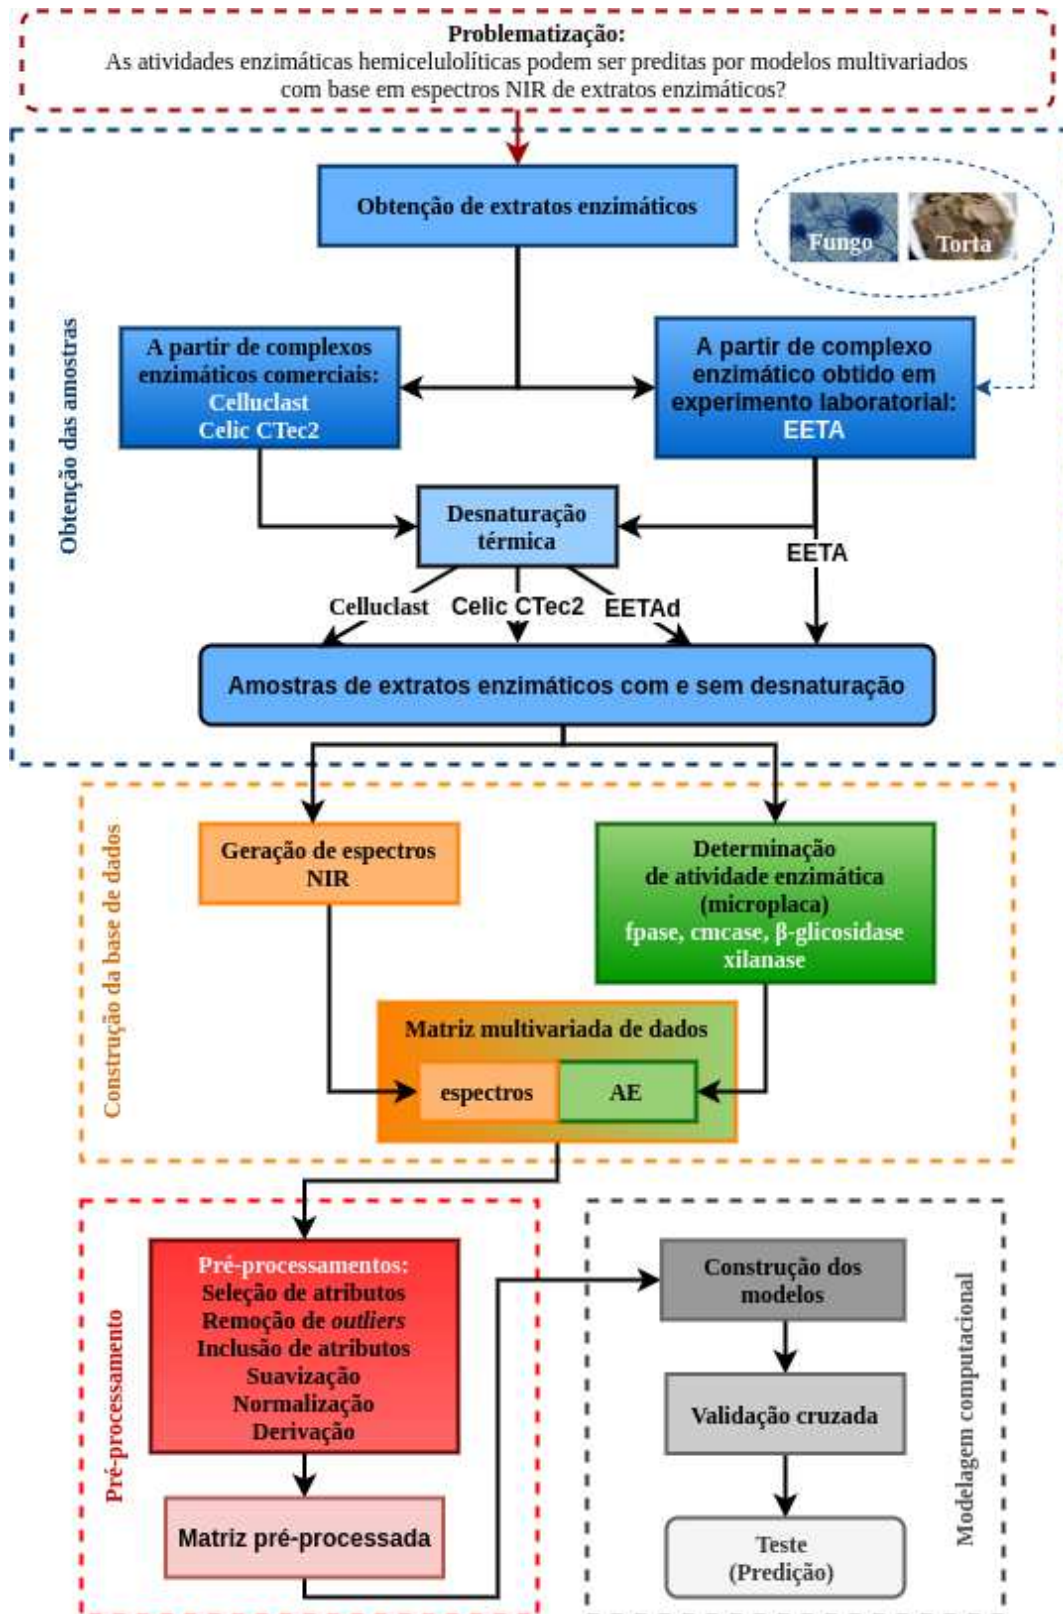 Problematização:
As atividades enzimáticas hemicelulolíticas podem ser preditas por modelos multivariados
com base em espectros NIR de extratos enzimáticos?
Obtenção das amostras
Obtenção de extratos enzimáticos
Fungo
Torta
A partir de complexos
enzimáticos comerciais:
Celluclast
Celic CTec2
A partir de complexo
enzimático obtido em
experimento laboratorial:
EETA
Desnaturação
térmica
EETA
Celluclast
Celic CTec2
EETAd
Amostras de extratos enzimáticos com e sem desnaturação
Construção da base de dados
Geração de espectros
NIR
Determinação
de atividade enzimática
(microplaca)
fpase, cmcase, β-glicosidase
xilanase
Matriz multivariada de dados
espectros
AE
Pré-processamento
Pré-processamentos:
Seleção de atributos
Remoção de outliers
Inclusão de atributos
Suavização
Normalização
Derivação
Matriz pré-processada
Modelagem computacional
Construção dos
modelos
Validação cruzada
Teste
(Predição)